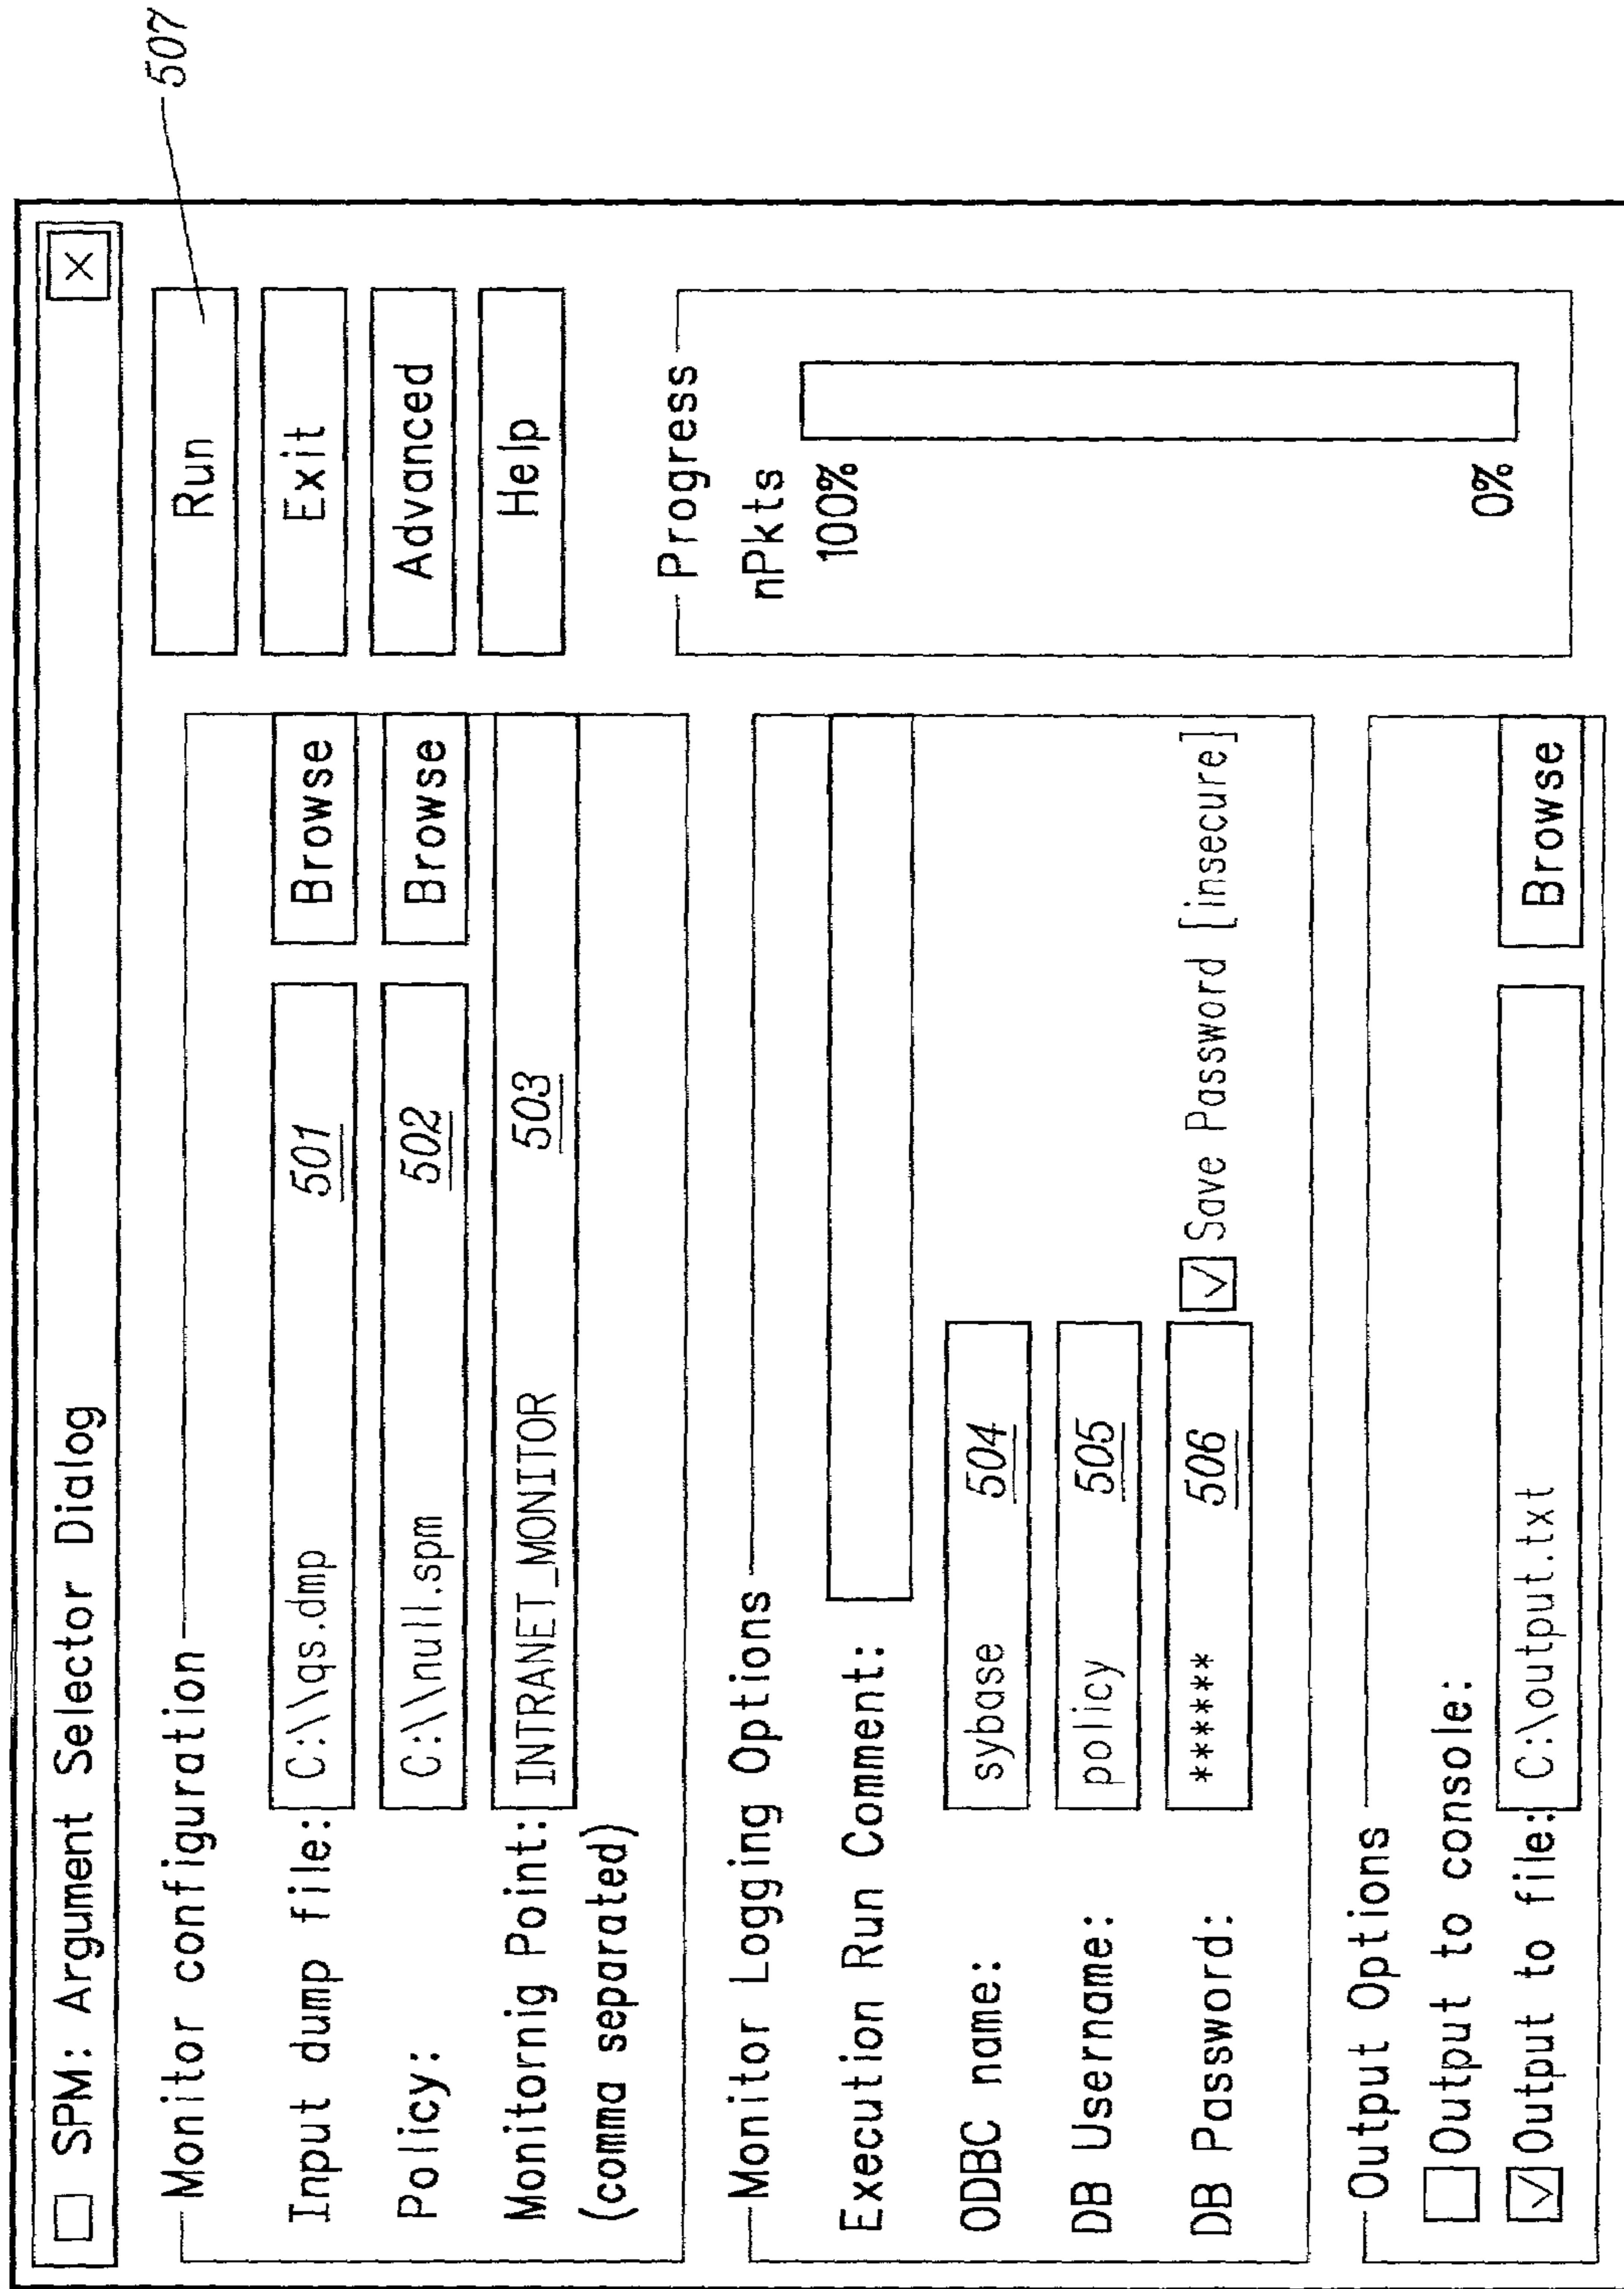 SPM: Argument Selector Dialog
X
Monitor configuration
Input dump file: C:\\qs.dmp 501 Browse
Policy: C:\\null.spm 502 Browse
Monitornig Point: INTRANET_MONITOR 503
(comma separated)
Run
507
Exit
Advanced
Help
Monitor Logging Options
Execution Run Comment:
ODBC name: sybase 504
DB Username: policy 505
DB Password: ****** 506 Save Password [insecure]
Progress
nPkts
100%
0%
Output Options
Output to console:
Output to file: C:\output.txt Browse